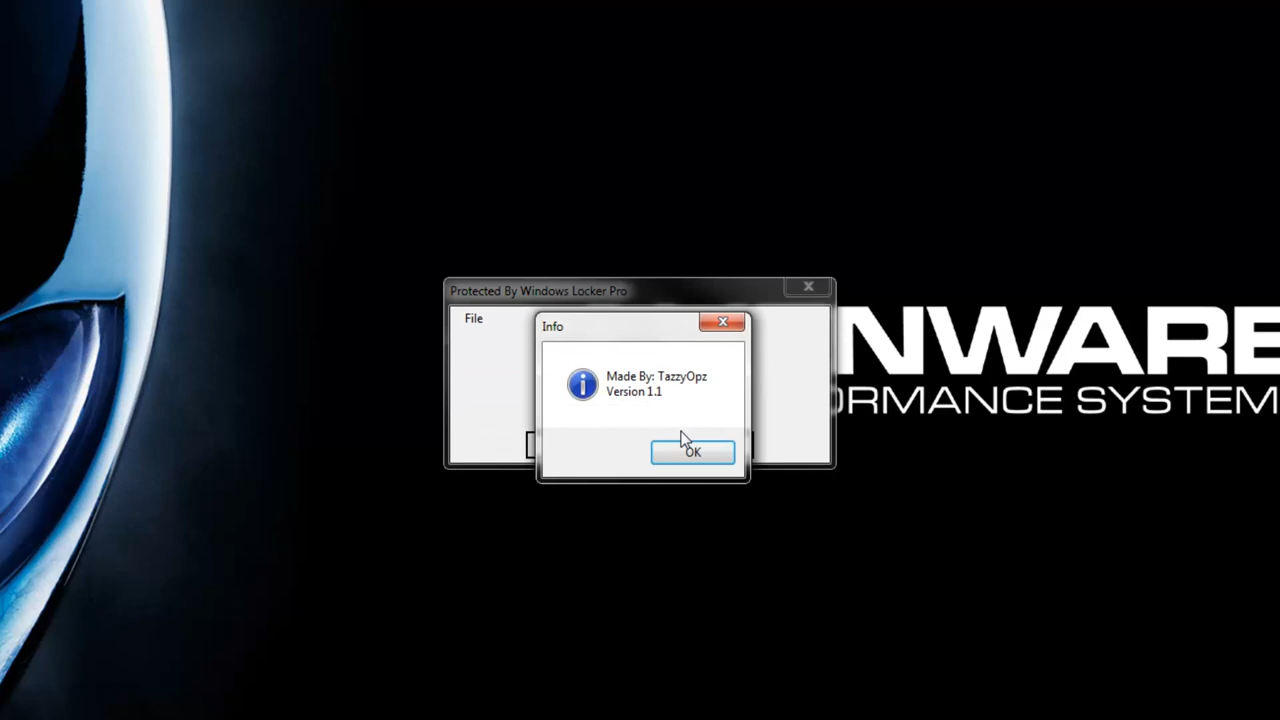 Protected By Windows Locker Pro
File
Info
Made By: TazzyOpz
Version 1.1
OK
NWARE
ORMANCE SYSTEM